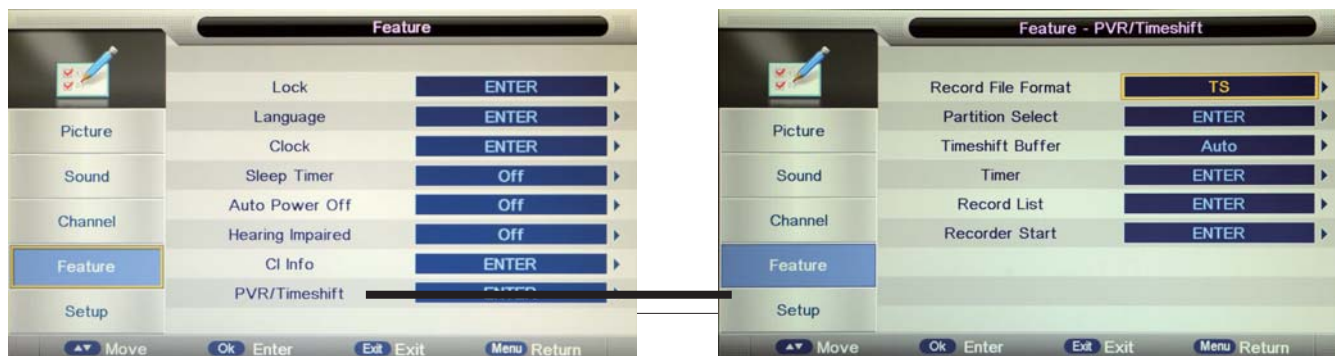 Feature
Lock ENTER
Language ENTER
Picture
Clock ENTER
Sound
Sleep Timer Off
Auto Power Off Off
Channel
Hearing Impaired Off
Feature
CI Info ENTER
PVR/Timeshift
Setup
Move Ok Enter Exit Exit Menu Return
Feature - PVR/Timeshift
Record File Format TS
Partition Select ENTER
Picture
Timeshift Buffer Auto
Sound
Timer ENTER
Record List ENTER
Channel
Recorder Start ENTER
Feature
Setup
Move Ok Enter Exit Exit Menu Return